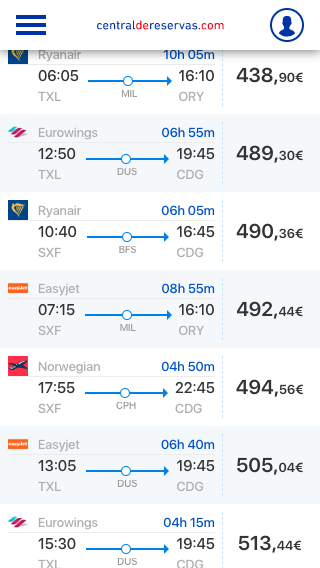 centraldereservas.com
Ryanair 10h 05m
06:05 16:10 438,90€
TXL MIL ORY
Eurowings 06h 55m
12:50 19:45 489,30€
TXL DUS CDG
Ryanair 06h 05m
10:40 16:45 490,36€
SXF BFS CDG
easyJet Easyjet 08h 55m
07:15 16:10 492,44€
SXF MIL ORY
Norwegian 04h 50m
17:55 22:45 494,56€
SXF CPH CDG
easyJet Easyjet 06h 40m
13:05 19:45 505,04€
TXL DUS CDG
Eurowings 04h 15m
15:30 19:45 513,44€
TXL DUS CDG